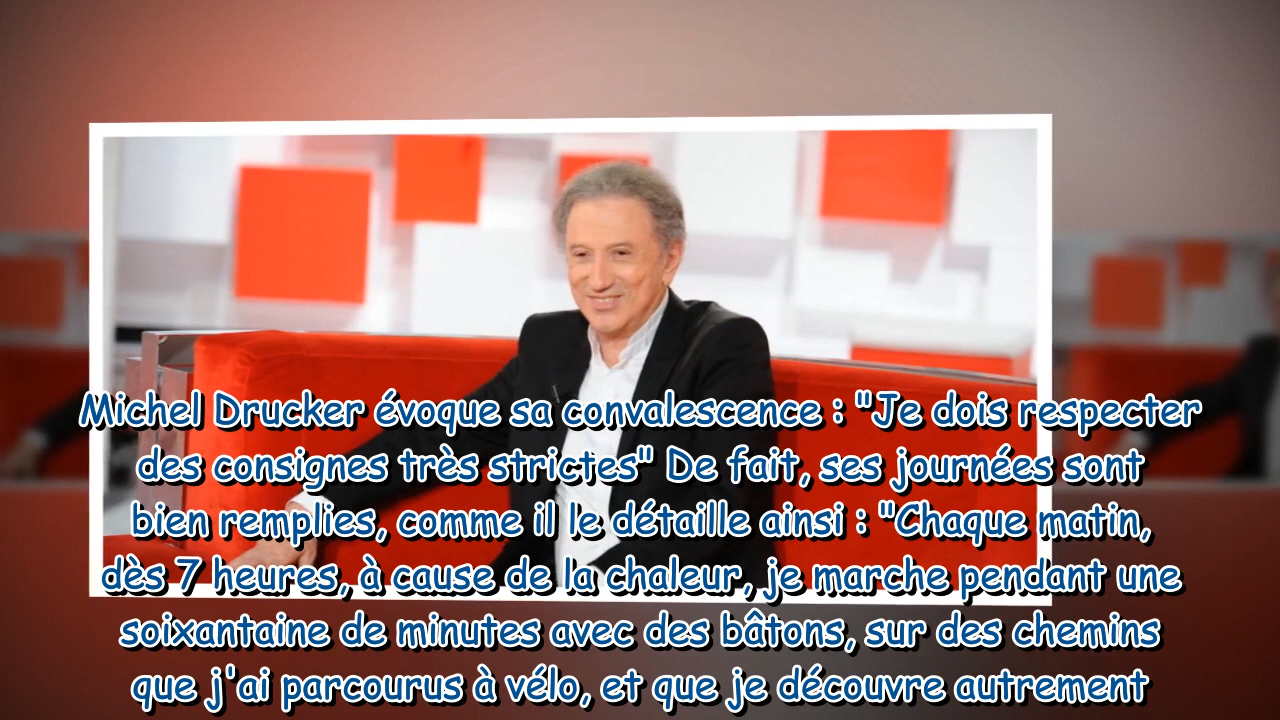 Michel Drucker évoque sa convalescence : "Je dois respecter
des consignes très strictes" De fait, ses journées sont
bien remplies, comme il le détaille ainsi : "Chaque matin,
dès 7 heures, à cause de la chaleur, je marche pendant une
soixantaine de minutes avec des bâtons, sur des chemins
que j'ai parcourus à vélo, et que je découvre autrement